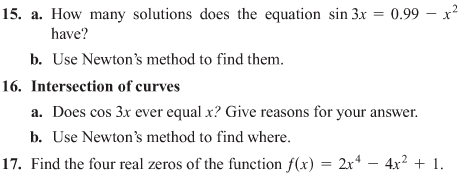 15. a. How many solutions does the equation sin 3x = 0.99 − x²
have?
b. Use Newton's method to find them.
16. Intersection of curves
a. Does cos 3x ever equal x? Give reasons for your answer.
b. Use Newton's method to find where.
17. Find the four real zeros of the function f(x) = 2x⁴ − 4x² + 1.